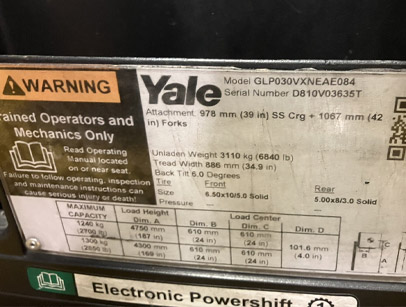 WARNING
Yale
Model GLP030VXNEAE084
Serial Number D810V03635T
Attachment 978 mm (39 in) SS Crg + 1067 mm (42
in) Forks
rained Operators and
Mechanics Only
Read Operating
Manual located
on or near seat.
Failure to follow operating, inspection
and maintenance instructions can
cause serious injury or death!
Unladen Weight 3110 kg (6840 lb)
Tread Width 886 mm (34.9 in)
Back Tilt 6.0 Degrees
Tire Front Rear
Size 6.50x10/5.0 Solid 5.00x8/3.0 Solid
Pressure
MAXIMUM CAPACITY Load Height Load Center
Dim. A Dim. B Dim. C Dim. D
1240 kg 4750 mm 610 mm 610 mm
(2700 lb) (187 in) (24 in) (24 in) 101.6 mm
1300 kg 4300 mm 610 mm 610 mm (4.0 in)
(2850 lb) (169 in) (24 in) (24 in)
Electronic Powershift